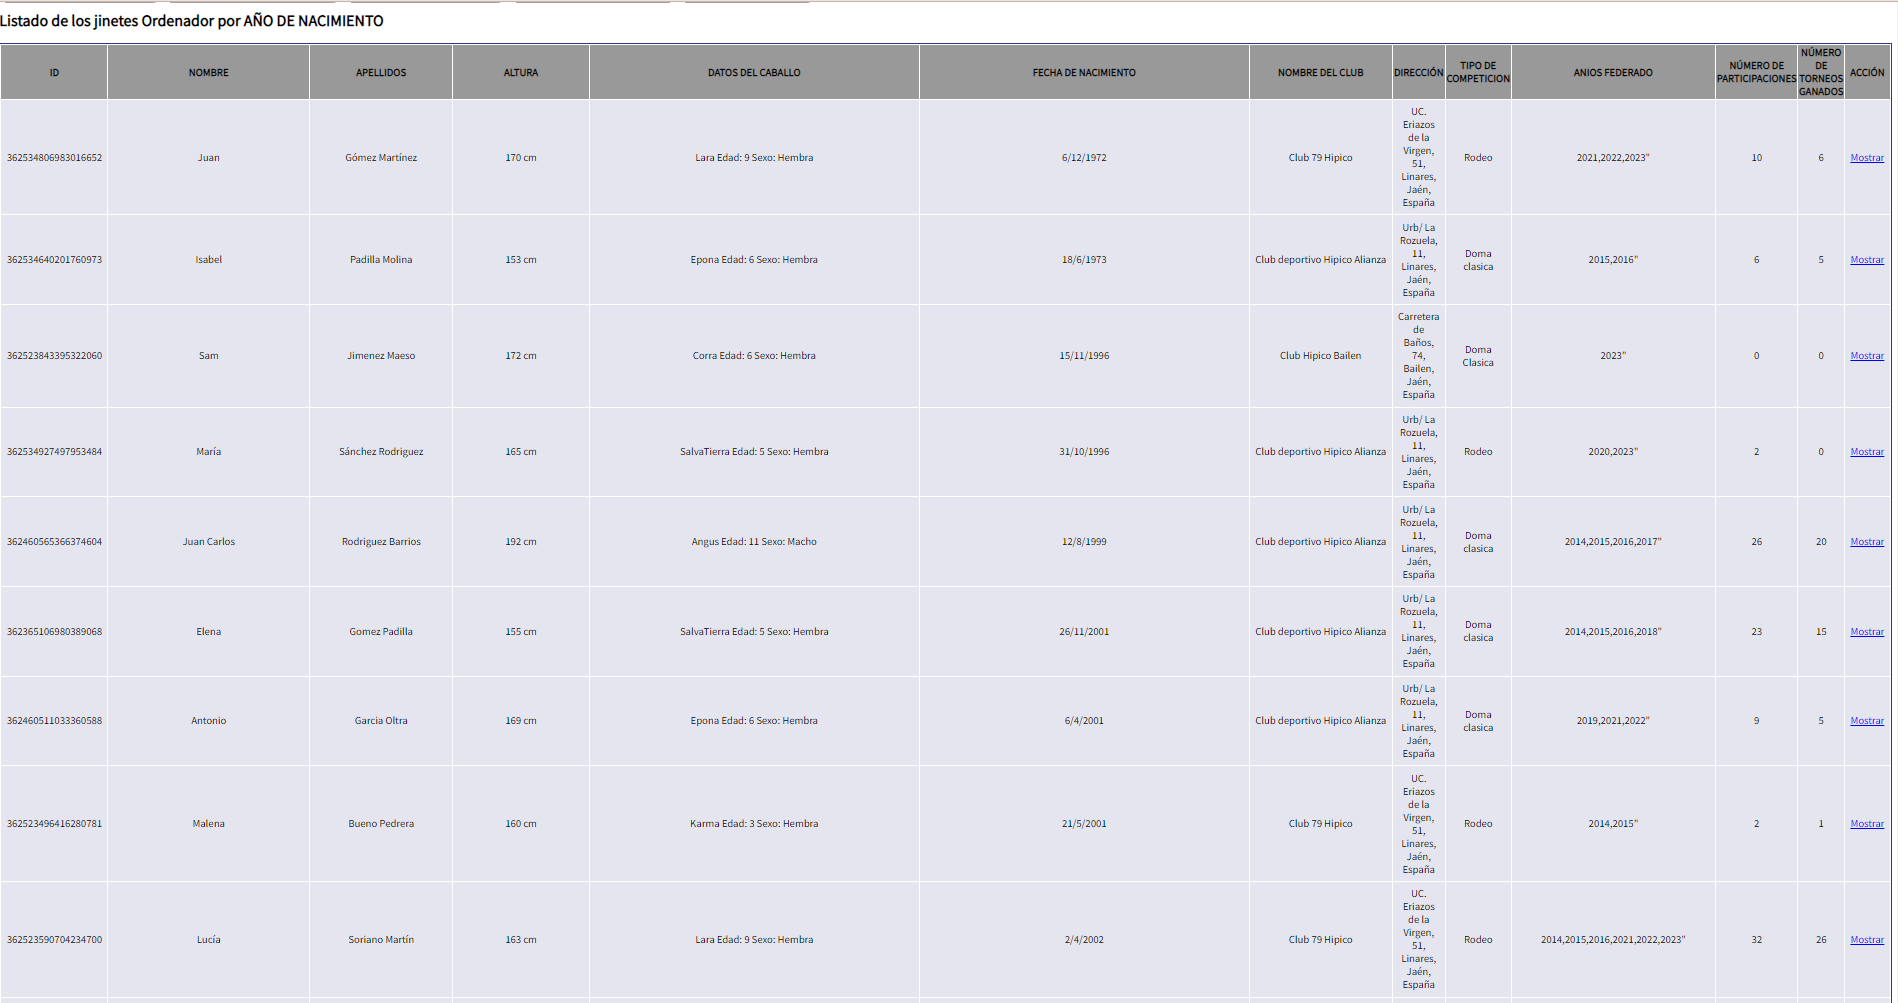 Listado de los jinetes Ordenador por AÑO DE NACIMIENTO
ID NOMBRE APELLIDOS ALTURA DATOS DEL CABALLO FECHA DE NACIMIENTO NOMBRE DEL CLUB DIRECCIÓN TIPO DE COMPETICION ANIOS FEDERADO NÚMERO DE PARTICIPACIONES NÚMERO DE TORNEOS GANADOS ACCIÓN
362534806983016652 Juan Gómez Martínez 170 cm Lara Edad: 9 Sexo: Hembra 6/12/1972 Club 79 Hipico UC. Eriazos de la Virgen, 51, Linares, Jaén, España Rodeo 2021,2022,2023" 10 6 Mostrar
362534640201760973 Isabel Padilla Molina 153 cm Epona Edad: 6 Sexo: Hembra 18/6/1973 Club deportivo Hipico Alianza Urb/ La Rozuela, 11, Linares, Jaén, España Doma clasica 2015,2016" 6 5 Mostrar
362523843395322060 Sam Jimenez Maeso 172 cm Corra Edad: 6 Sexo: Hembra 15/11/1996 Club Hipico Bailen Carretera de Baños, 74, Bailen, Jaén, España Doma Clasica 2023" 0 0 Mostrar
362534927497953484 María Sánchez Rodriguez 165 cm SalvaTierra Edad: 5 Sexo: Hembra 31/10/1996 Club deportivo Hipico Alianza Urb/ La Rozuela, 11, Linares, Jaén, España Rodeo 2020,2023" 2 0 Mostrar
362460565366374604 Juan Carlos Rodriguez Barrios 192 cm Angus Edad: 11 Sexo: Macho 12/8/1999 Club deportivo Hipico Alianza Urb/ La Rozuela, 11, Linares, Jaén, España Doma clasica 2014,2015,2016,2017" 26 20 Mostrar
362365106980389068 Elena Gomez Padilla 155 cm SalvaTierra Edad: 5 Sexo: Hembra 26/11/2001 Club deportivo Hipico Alianza Urb/ La Rozuela, 11, Linares, Jaén, España Doma clasica 2014,2015,2016,2018" 23 15 Mostrar
362460511033360588 Antonio Garcia Oltra 169 cm Epona Edad: 6 Sexo: Hembra 6/4/2001 Club deportivo Hipico Alianza Urb/ La Rozuela, 11, Linares, Jaén, España Doma clasica 2019,2021,2022" 9 5 Mostrar
362523496416280781 Malena Bueno Pedrera 160 cm Karma Edad: 3 Sexo: Hembra 21/5/2001 Club 79 Hipico UC. Eriazos de la Virgen, 51, Linares, Jaén, España Rodeo 2014,2015" 2 1 Mostrar
362523590704234700 Lucía Soriano Martín 163 cm Lara Edad: 9 Sexo: Hembra 2/4/2002 Club 79 Hipico UC. Eriazos de la Virgen, 51, Linares, Jaén, España Rodeo 2014,2015,2016,2021,2022,2023" 32 26 Mostrar